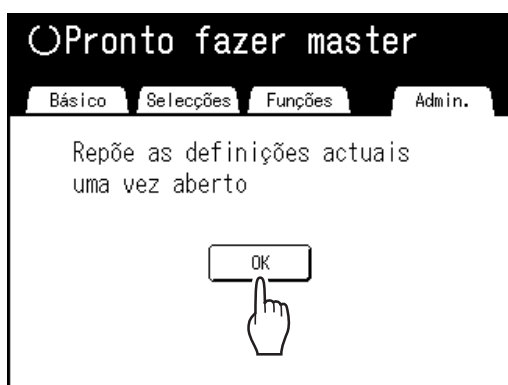 Pronto fazer master
Básico Selecções Funções Admin.
Repõe as definições actuais
uma vez aberto
OK